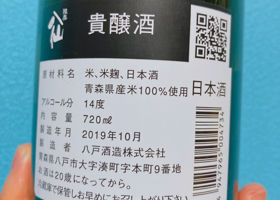 陸奥
八仙
貴醸酒
原材料名 米、米麹、日本酒
青森県産米100%使用
日本酒
アルコール分 14度
内容量 720㎖
製造年月 2019年10月
製造者 八戸酒造株式会社
青森県八戸市大字湊町字本町9番地
お酒は20歳になってから。
冷蔵庫で保管しお早めにお召し上がり下さい